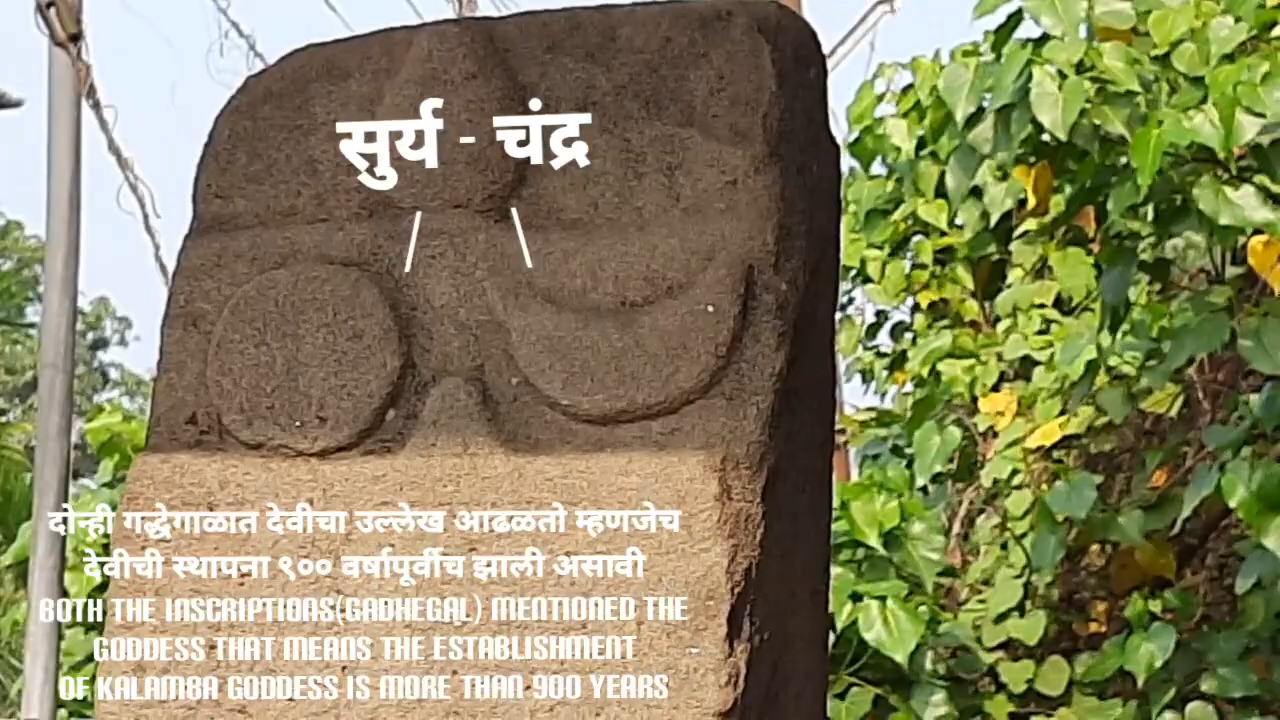 सुर्य - चंद्र
दोन्ही गद्धेगाळात देवीचा उल्लेख आढळतो म्हणजेच
देवीची स्थापना ९०० वर्षापूर्वीच झाली असावी
BOTH THE INSCRIPTIONS(GADHEGAL) MENTIONED THE
GODDESS THAT MEANS THE ESTABLISHMENT
OF KALAMBA GODDESS IS MORE THAN 900 YEARS